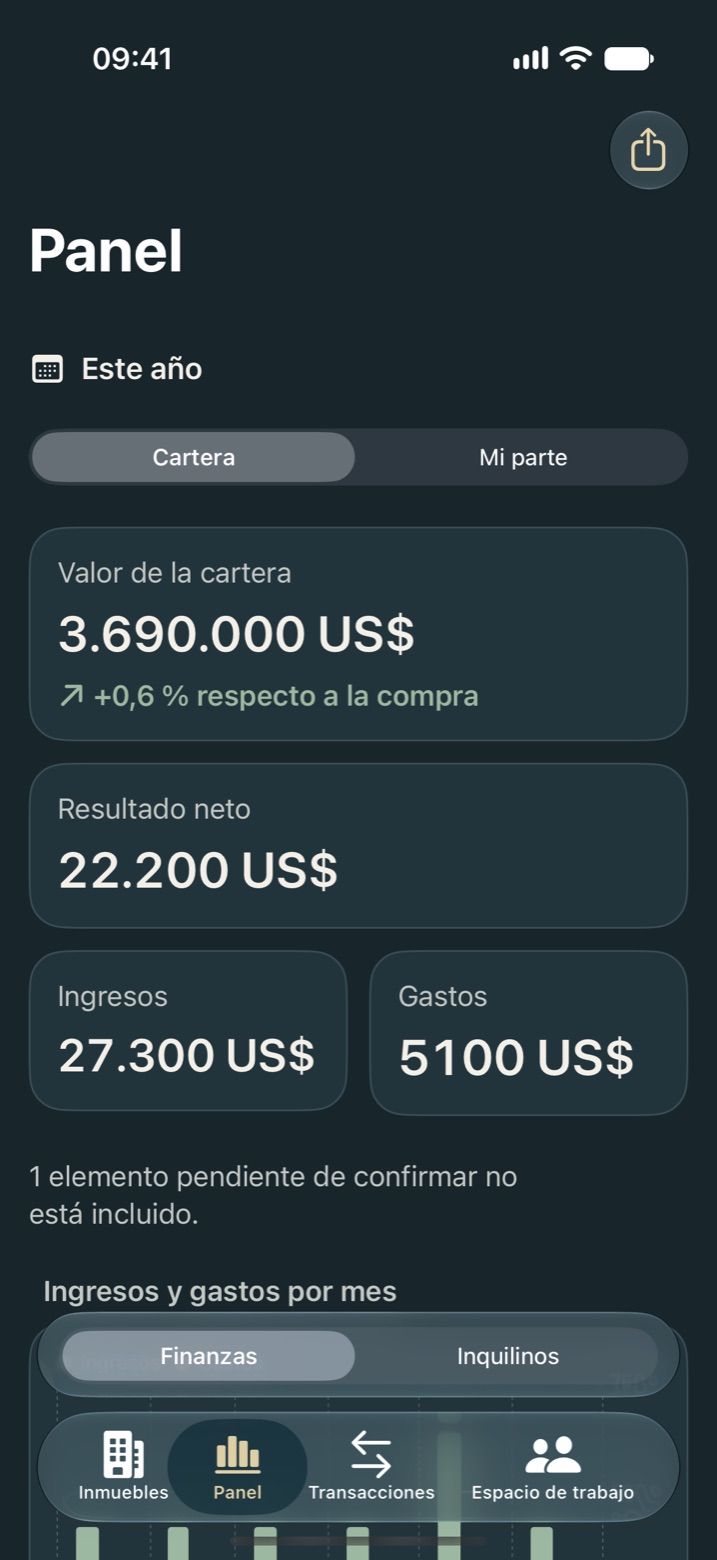 09:41
Panel
Este año
Cartera
Mi parte
Valor de la cartera
3.690.000 US$
+0,6 % respecto a la compra
Resultado neto
22.200 US$
Ingresos
27.300 US$
Gastos
5100 US$
1 elemento pendiente de confirmar no
está incluido.
Ingresos y gastos por mes
Finanzas
Inquilinos
Inmuebles
Panel
Transacciones
Espacio de trabajo